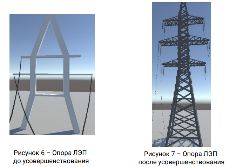 Рисунок 6 – Опора ЛЭП
до усовершенствования
Рисунок 7 – Опора ЛЭП
после усовершенствования